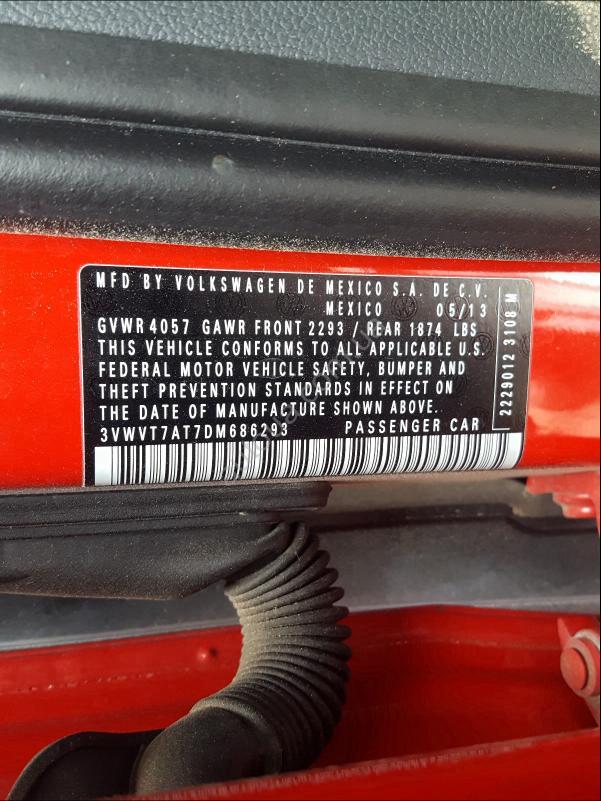 MFD BY VOLKSWAGEN DE MEXICO S.A. DE C.V.
MEXICO 05/13
GVWR 4057 GAWR FRONT 2293 / REAR 1874 LBS
THIS VEHICLE CONFORMS TO ALL APPLICABLE U.S.
FEDERAL MOTOR VEHICLE SAFETY, BUMPER AND
THEFT PREVENTION STANDARDS IN EFFECT ON
THE DATE OF MANUFACTURE SHOWN ABOVE.
3VWVT7AT7DM686293 PASSENGER CAR
2229012 3108 M